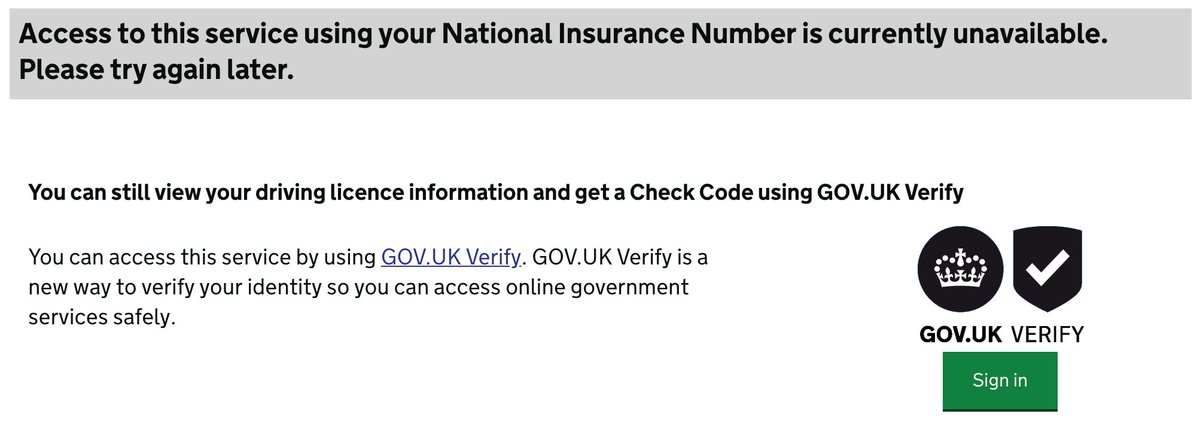 Access to this service using your National Insurance Number is currently unavailable.
Please try again later.
You can still view your driving licence information and get a Check Code using GOV.UK Verify
You can access this service by using GOV.UK Verify. GOV.UK Verify is a
new way to verify your identity so you can access online government
services safely.
GOV.UK VERIFY
Sign in